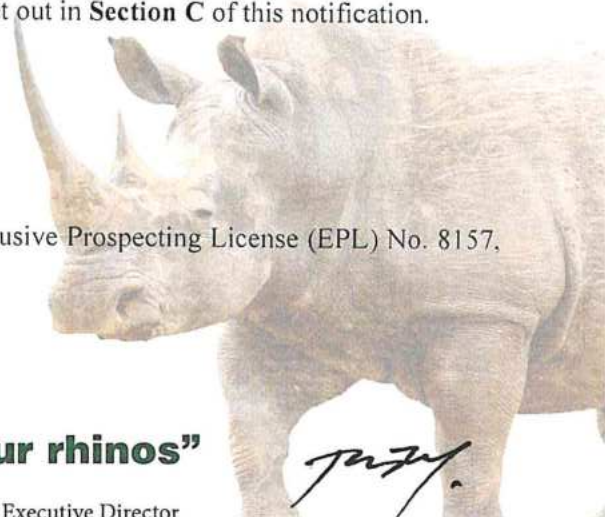 t out in Section C of this notification.
usive Prospecting License (EPL) No. 8157,
ur rhinos”
Executive Director